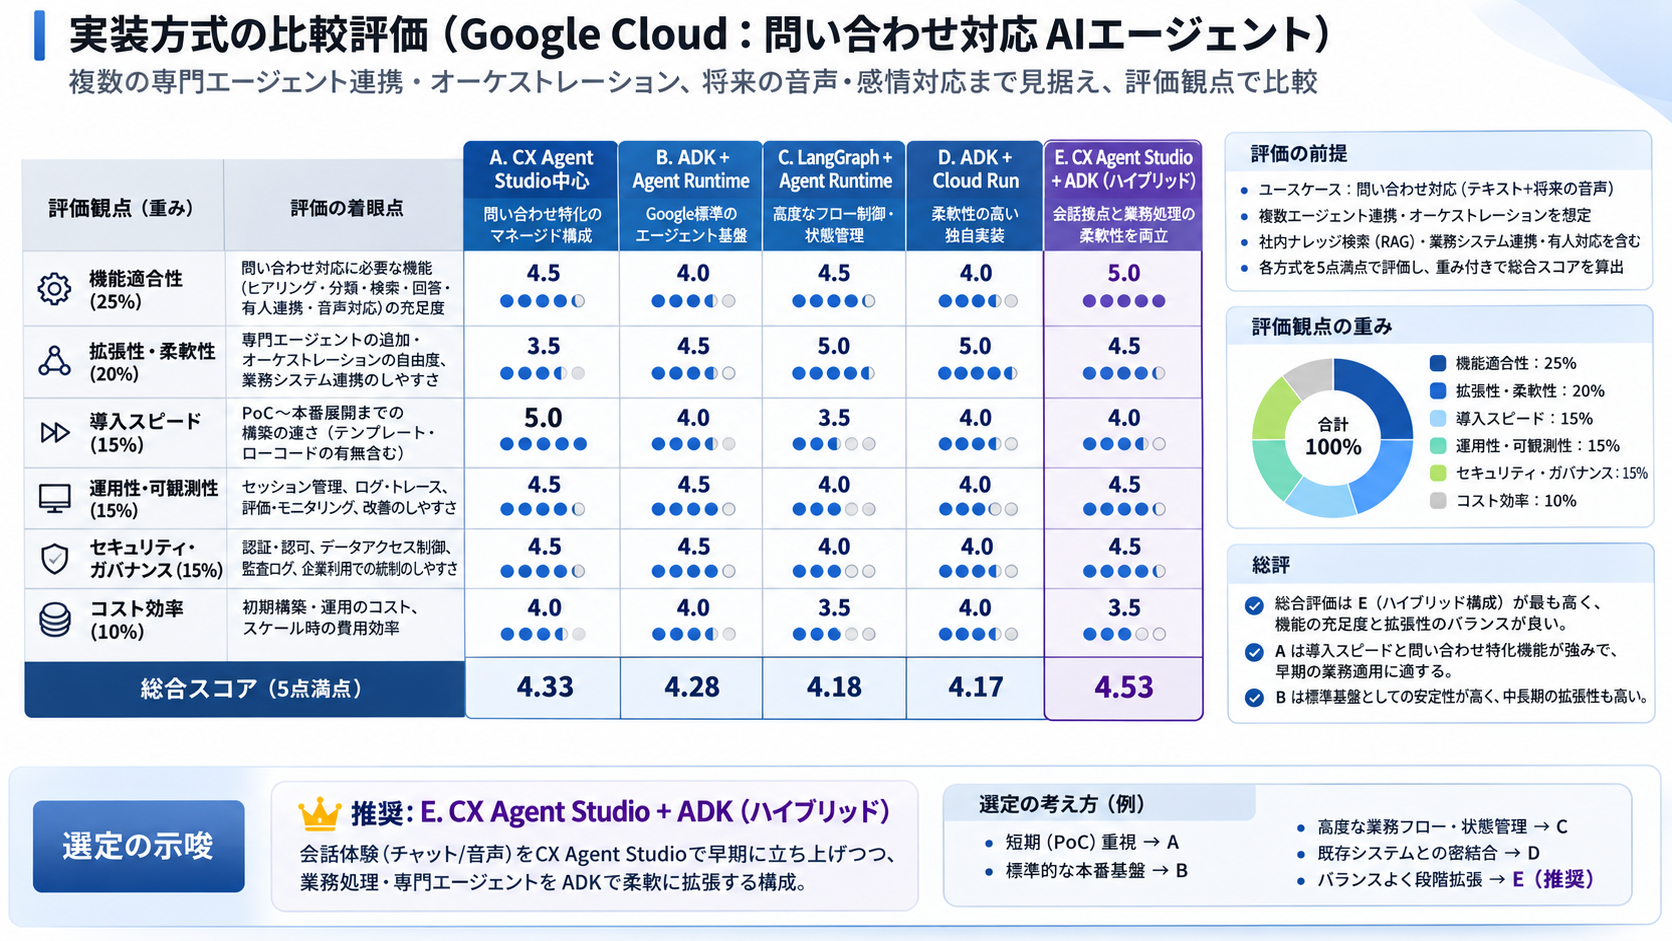 実装方式の比較評価（Google Cloud：問い合わせ対応 AIエージェント）
複数の専門エージェント連携・オーケストレーション、将来の音声・感情対応まで見据え、評価観点で比較
評価観点（重み）
評価の着眼点
A. CX Agent
Studio中心
問い合わせ特化の
マネージド構成
B. ADK +
Agent Runtime
Google標準の
エージェント基盤
C. LangGraph +
Agent Runtime
高度なフロー制御・
状態管理
D. ADK +
Cloud Run
柔軟性の高い
独自実装
E. CX Agent Studio
+ ADK（ハイブリッド）
会話接点と業務処理の
柔軟性を両立
機能適合性
(25%)
問い合わせ対応に必要な機能
（ヒアリング・分類・検索・回答・
有人連携・音声対応）の充足度
4.5
4.0
4.5
4.0
5.0
拡張性・柔軟性
(20%)
専門エージェントの追加・
オーケストレーションの自由度、
業務システム連携のしやすさ
3.5
4.5
5.0
5.0
4.5
導入スピード
(15%)
PoC～本番展開までの
構築の速さ（テンプレート・
ローコードの有無含む）
5.0
4.0
3.5
4.0
4.0
運用性・可観測性
(15%)
セッション管理、ログ・トレース、
評価・モニタリング、改善のしやすさ
4.5
4.5
4.0
4.0
4.5
セキュリティ・
ガバナンス (15%)
認証・認可、データアクセス制御、
監査ログ、企業利用での統制のしやすさ
4.5
4.5
4.0
4.0
4.5
コスト効率
(10%)
初期構築・運用のコスト、
スケール時の費用効率
4.0
4.0
3.5
4.0
3.5
総合スコア（5点満点）
4.33
4.28
4.18
4.17
4.53
評価の前提
• ユースケース：問い合わせ対応（テキスト+将来の音声）
• 複数エージェント連携・オーケストレーションを想定
• 社内ナレッジ検索（RAG）・業務システム連携・有人対応を含む
• 各方式を5点満点で評価し、重み付きで総合スコアを算出
評価観点の重み
合計
100%
機能適合性：25%
拡張性・柔軟性：20%
導入スピード：15%
運用性・可観測性：15%
セキュリティ・ガバナンス：15%
コスト効率：10%
総評
総合評価は E（ハイブリッド構成）が最も高く、
機能の充足度と拡張性のバランスが良い。
A は導入スピードと問い合わせ特化機能が強みで、
早期の業務適用に適する。
B は標準基盤としての安定性が高く、中長期の拡張性も高い。
選定の示唆
推奨：E. CX Agent Studio + ADK（ハイブリッド）
会話体験（チャット/音声）をCX Agent Studioで早期に立ち上げつつ、
業務処理・専門エージェントを ADKで柔軟に拡張する構成。
選定の考え方（例）
• 短期（PoC）重視 → A
• 標準的な本番基盤 → B
• 高度な業務フロー・状態管理 → C
• 既存システムとの密結合 → D
• バランスよく段階拡張 → E（推奨）